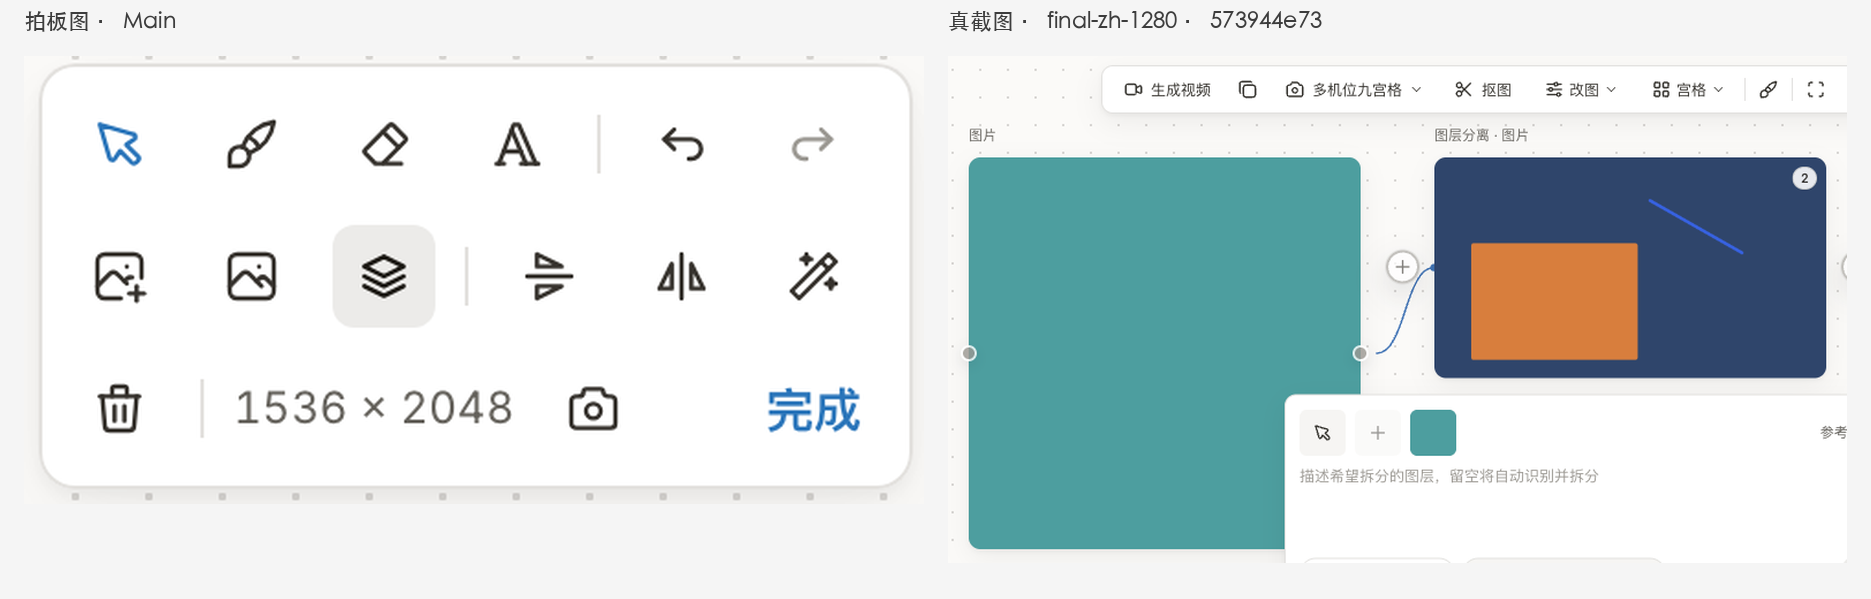 拍板图 · Main
1536 × 2048
完成
真截图 · final-zh-1280 · 573944e73
生成视频 多机位九宫格 抠图 改图 宫格
图片
图层分离 · 图片
2
参考
描述希望拆分的图层，留空将自动识别并拆分